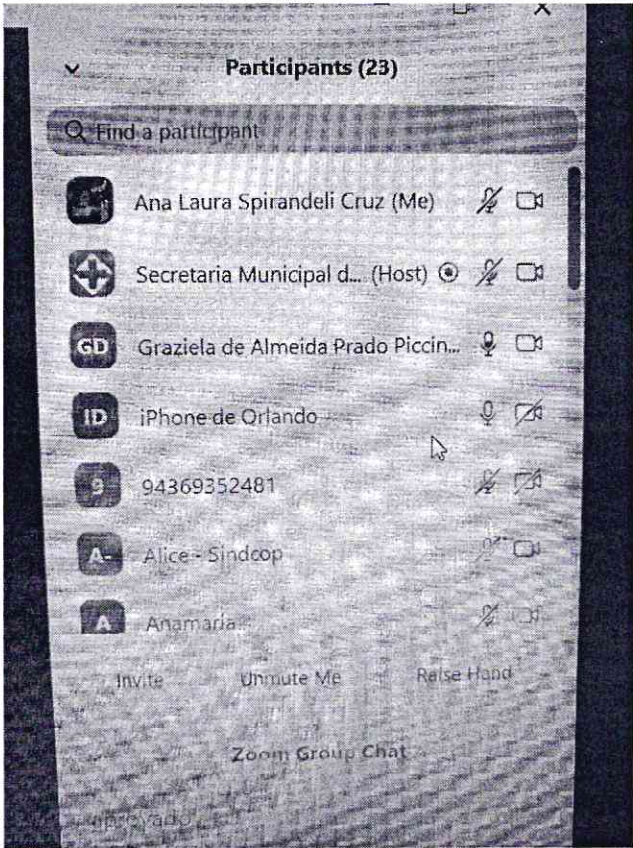 Participants (23)
Find a participant
Ana Laura Spirandeli Cruz (Me)
Secretaria Municipal d... (Host)
GD Graziela de Almeida Prado Piccin...
ID iPhone de Orlando
9 94369352481
A- Alice - Sindcop
A Anamaria
Invite Unmute Me Raise Hand
Zoom Group Chat
aprovado